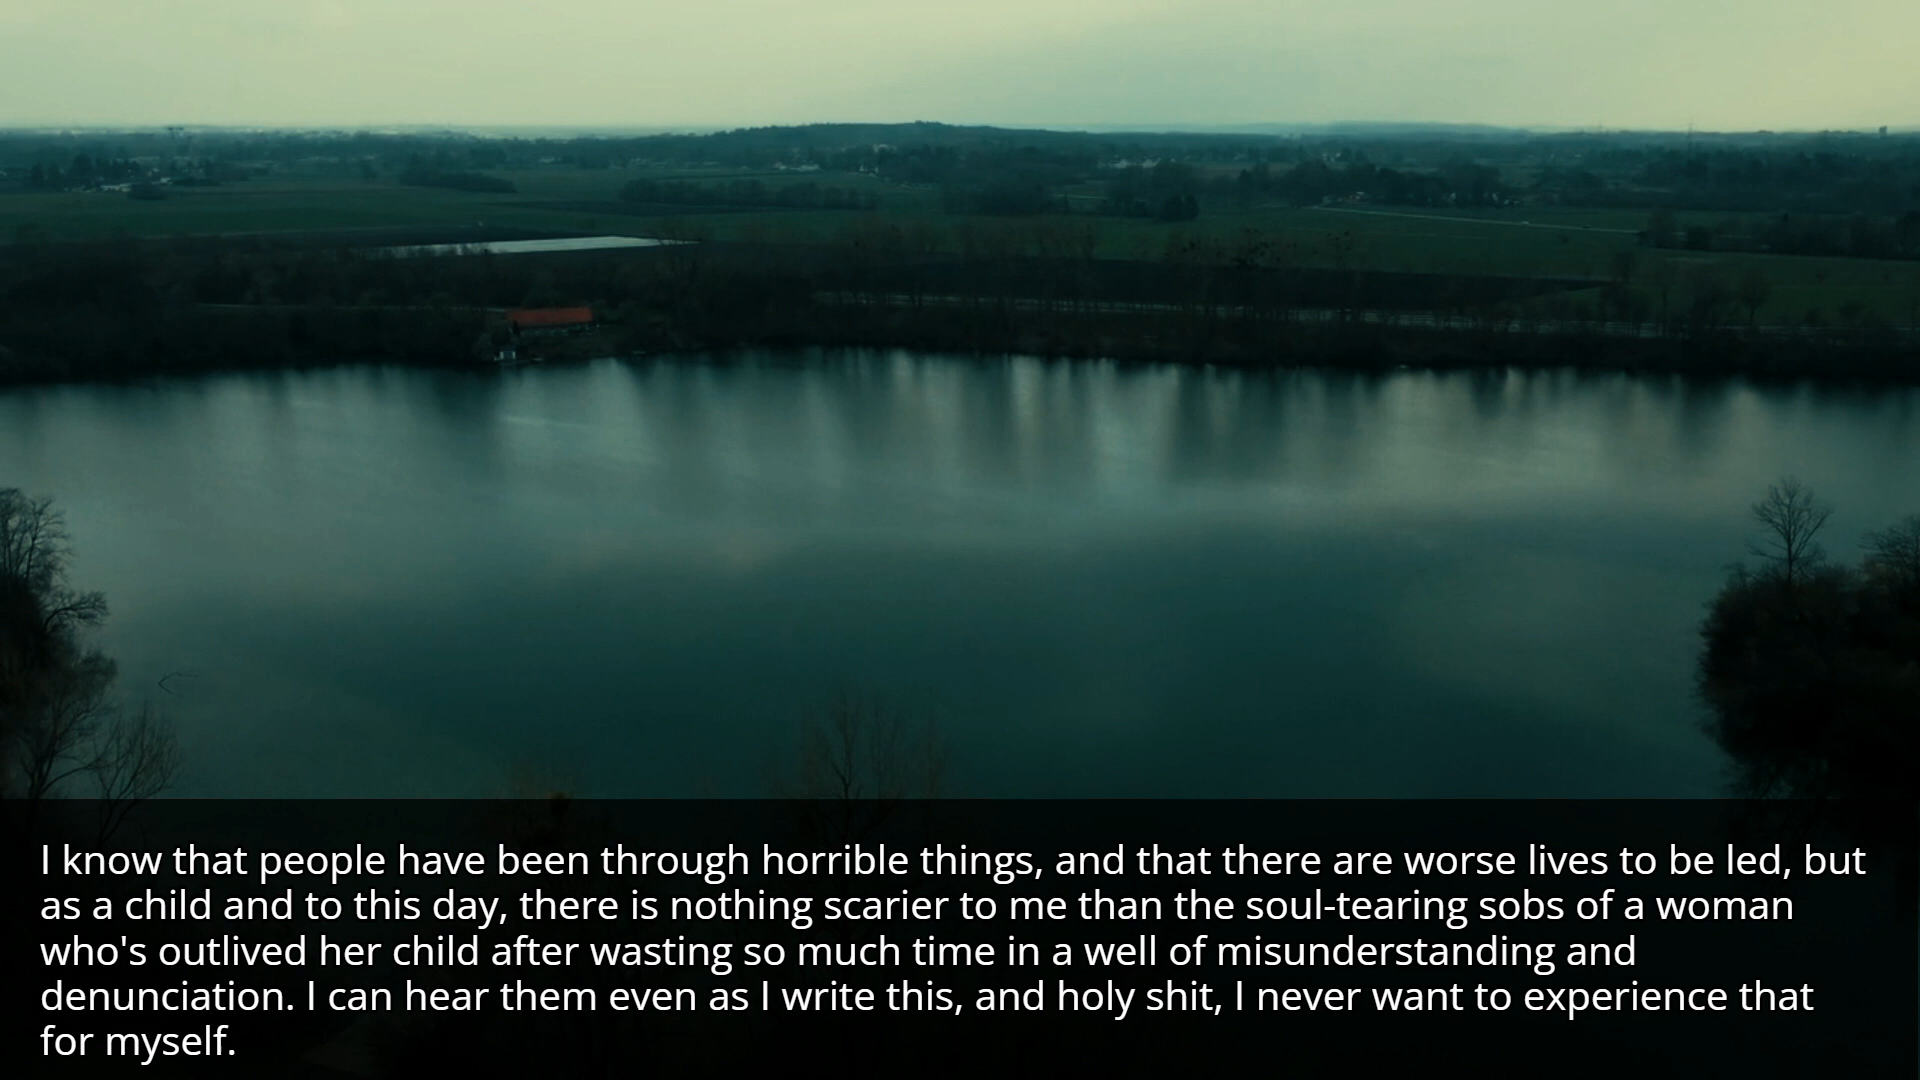 I know that people have been through horrible things, and that there are worse lives to be led, but
as a child and to this day, there is nothing scarier to me than the soul-tearing sobs of a woman
who's outlived her child after wasting so much time in a well of misunderstanding and
denunciation. I can hear them even as I write this, and holy shit, I never want to experience that
for myself.